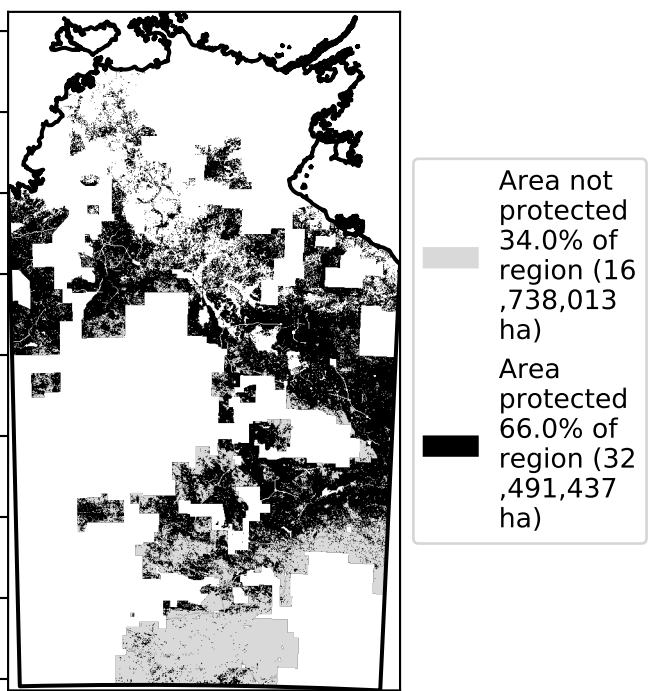 Area not
protected
34.0% of
region (16
,738,013
ha)
Area
protected
66.0% of
region (32
,491,437
ha)